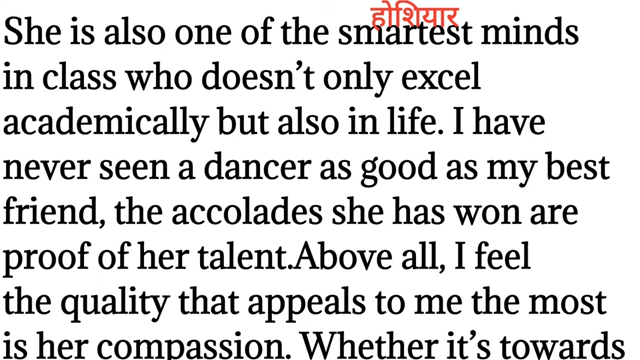 होशियार
She is also one of the smartest minds
in class who doesn’t only excel
academically but also in life. I have
never seen a dancer as good as my best
friend, the accolades she has won are
proof of her talent.Above all, I feel
the quality that appeals to me the most
is her compassion. Whether it’s towards